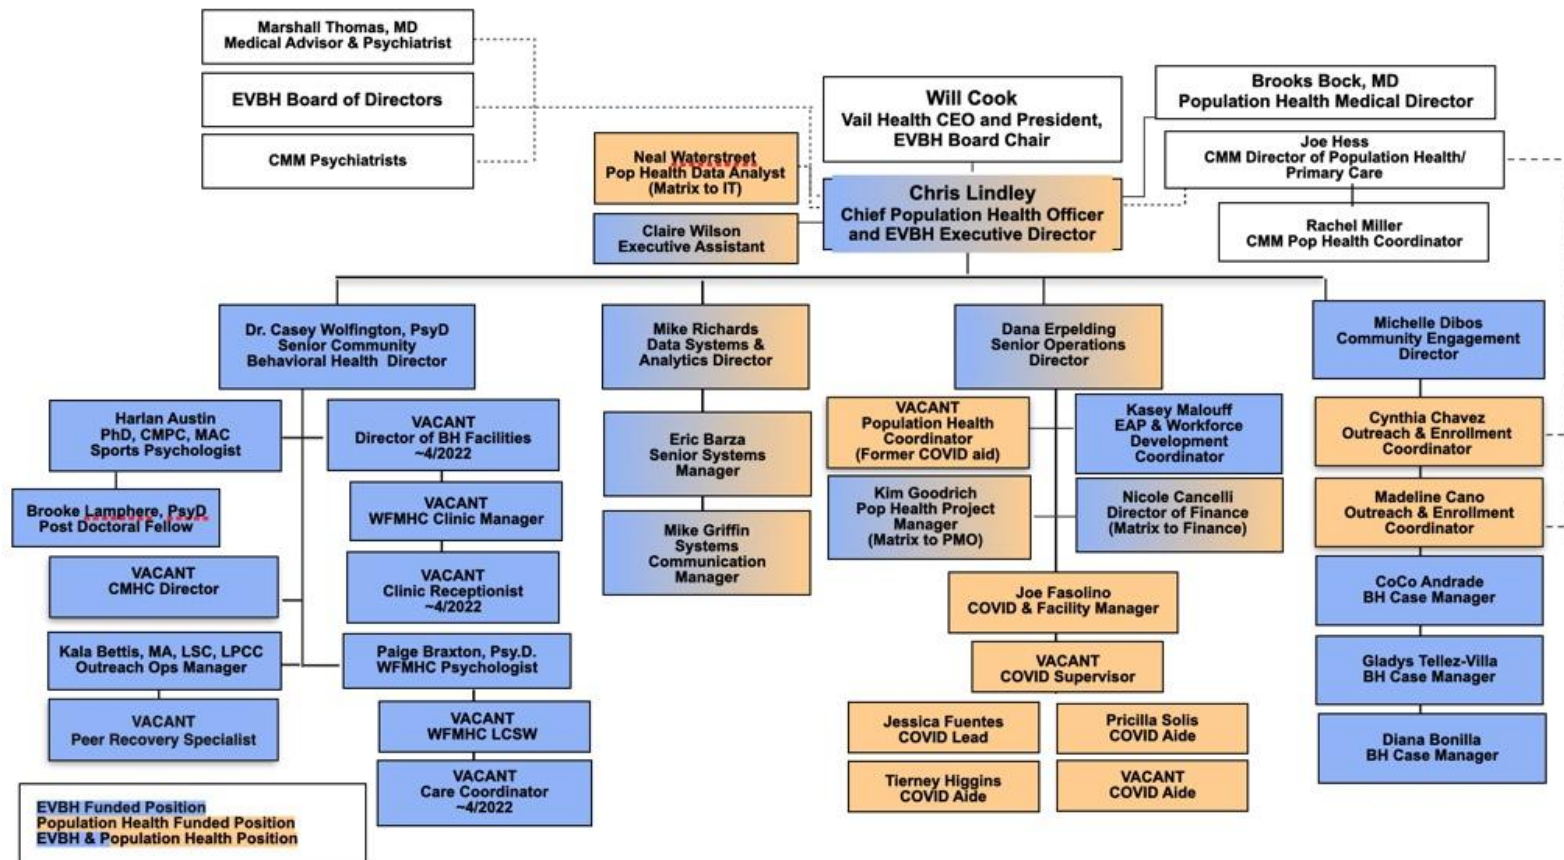 Marshall Thomas, MD
Medical Advisor & Psychiatrist
EVBH Board of Directors
CMM Psychiatrists
Neal Waterstreet
Pop Health Data Analyst
(Matrix to IT)
Claire Wilson
Executive Assistant
Will Cook
Vail Health CEO and President,
EVBH Board Chair
Chris Lindley
Chief Population Health Officer
and EVBH Executive Director
Brooks Bock, MD
Population Health Medical Director
Joe Hess
CMM Director of Population Health/
Primary Care
Rachel Miller
CMM Pop Health Coordinator
Dr. Casey Wolfington, PsyD
Senior Community
Behavioral Health Director
Harlan Austin
PhD, CMPC, MAC
Sports Psychologist
Brooke Lamphere, PsyD
Post Doctoral Fellow
VACANT
CMHC Director
Kala Bettis, MA, LSC, LPCC
Outreach Ops Manager
VACANT
Peer Recovery Specialist
VACANT
Director of BH Facilities
~4/2022
VACANT
WFMHC Clinic Manager
VACANT
Clinic Receptionist
~4/2022
Paige Braxton, Psy.D.
WFMHC Psychologist
VACANT
WFMHC LCSW
VACANT
Care Coordinator
~4/2022
Mike Richards
Data Systems &
Analytics Director
Eric Barza
Senior Systems
Manager
Mike Griffin
Systems
Communication
Manager
Dana Erpelding
Senior Operations
Director
VACANT
Population Health
Coordinator
(Former COVID aid)
Kasey Malouff
EAP & Workforce
Development
Coordinator
Kim Goodrich
Pop Health Project
Manager
(Matrix to PMO)
Nicole Cancelli
Director of Finance
(Matrix to Finance)
Joe Fasolino
COVID & Facility Manager
VACANT
COVID Supervisor
Jessica Fuentes
COVID Lead
Pricilla Solis
COVID Aide
Tierney Higgins
COVID Aide
VACANT
COVID Aide
Michelle Dibos
Community Engagement
Director
Cynthia Chavez
Outreach & Enrollment
Coordinator
Madeline Cano
Outreach & Enrollment
Coordinator
CoCo Andrade
BH Case Manager
Gladys Tellez-Villa
BH Case Manager
Diana Bonilla
BH Case Manager
EVBH Funded Position
Population Health Funded Position
EVBH & Population Health Position